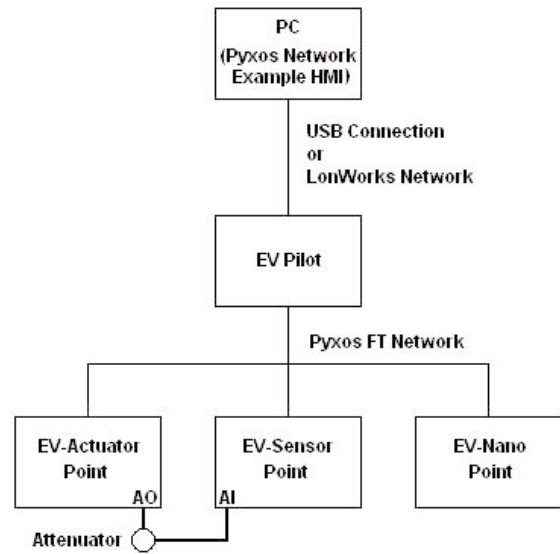 PC
(Pyxos Network
Example HMI)
USB Connection
or
LonWorks Network
EV Pilot
Pyxos FT Network
EV-Actuator
Point
AO
EV-Sensor
Point
AI
EV-Nano
Point
Attenuator